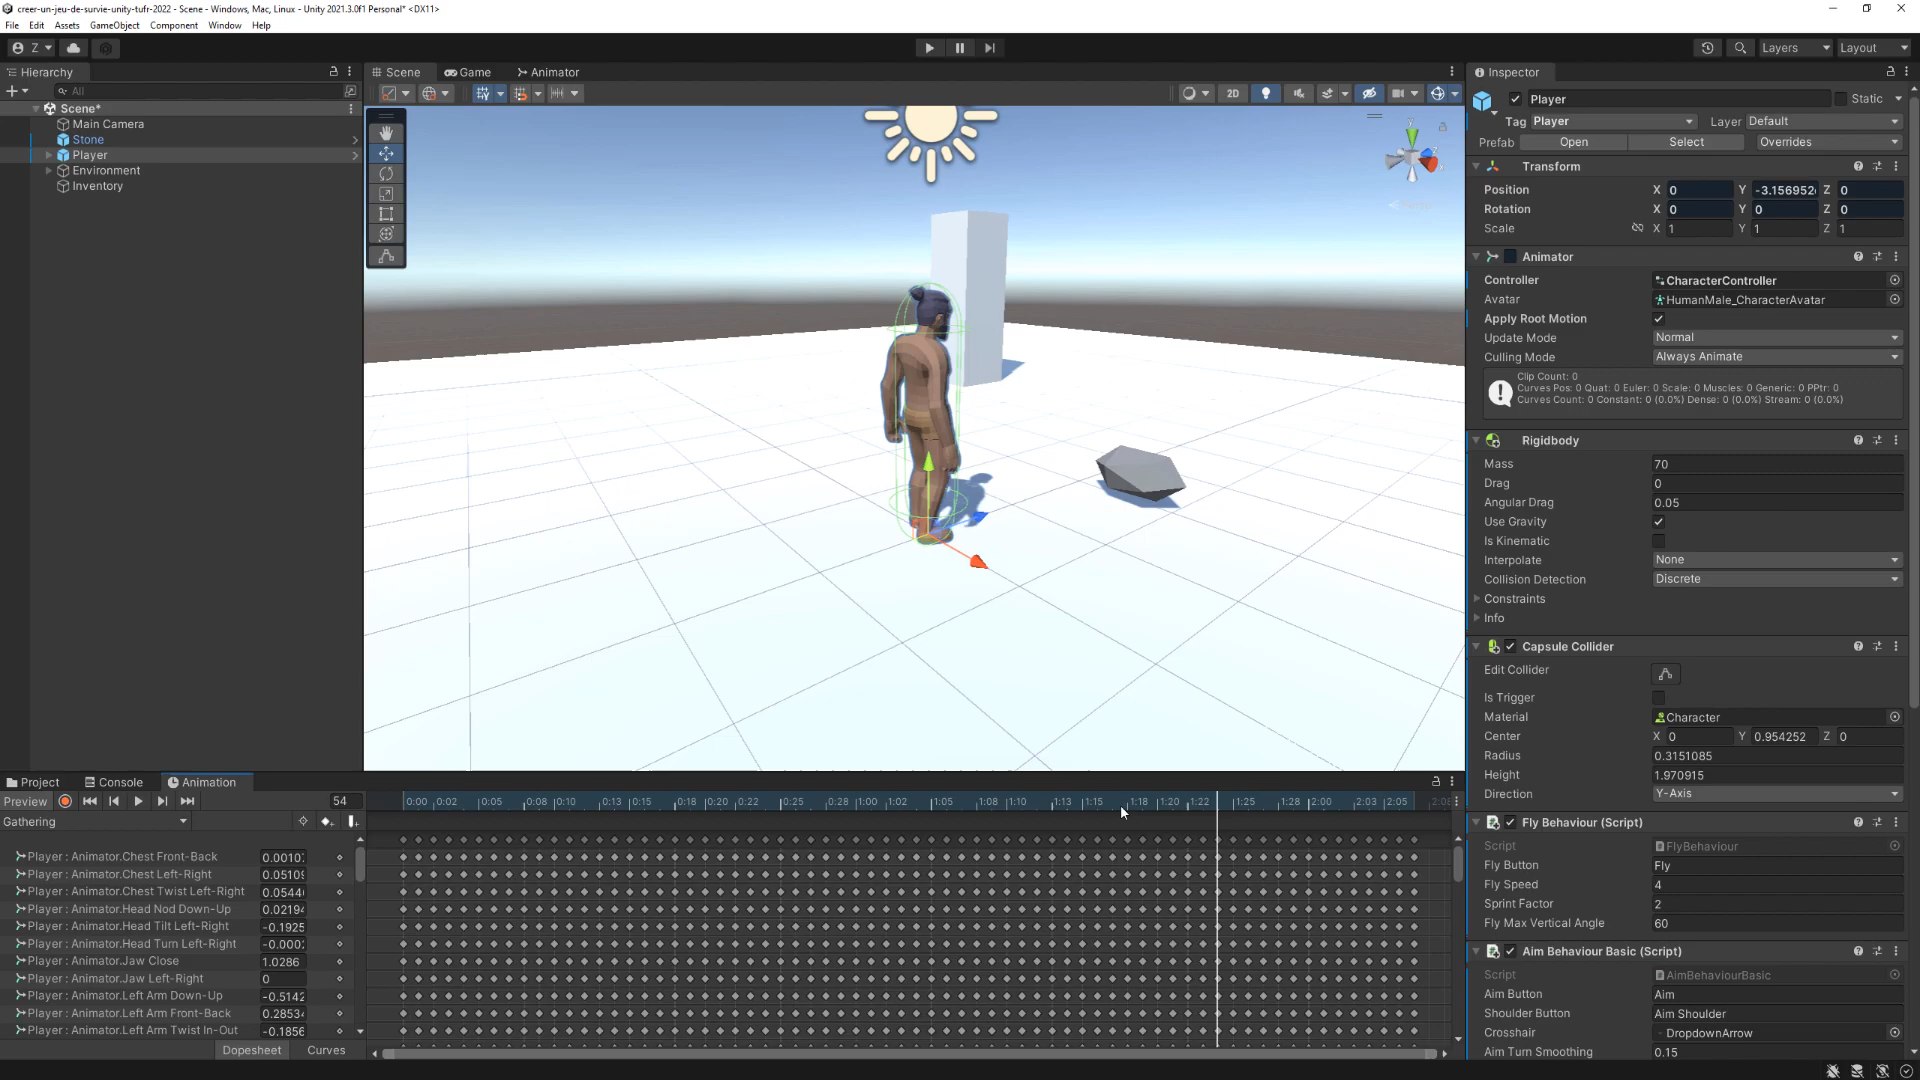 creer-un-jeu-de-survie-unity-tufr-2022 - Scene - Windows, Mac, Linux - Unity 2021.3.0f1 Personal* <DX11>
File Edit Assets GameObject Component Window Help
Z Layers Layout
Hierarchy
All
Scene*
Main Camera
Stone
Player
Environment
Inventory
Scene Game Animator
2D
Inspector
Player Static
Tag Player Layer Default
Prefab Open Select Overrides
Transform
Position X 0 Y -3.156952 Z 0
Rotation X 0 Y 0 Z 0
Scale X 1 Y 1 Z 1
Animator
Controller CharacterController
Avatar HumanMale_CharacterAvatar
Apply Root Motion
Update Mode Normal
Culling Mode Always Animate
Clip Count: 0
Curves Pos: 0 Quat: 0 Euler: 0 Scale: 0 Muscles: 0 Generic: 0 PPtr: 0
Curves Count: 0 Constant: 0 (0.0%) Dense: 0 (0.0%) Stream: 0 (0.0%)
Rigidbody
Mass 70
Drag 0
Angular Drag 0.05
Use Gravity
Is Kinematic
Interpolate None
Collision Detection Discrete
Constraints
Info
Capsule Collider
Edit Collider
Is Trigger
Material Character
Center X 0 Y 0.954252 Z 0
Radius 0.3151085
Height 1.970915
Direction Y-Axis
Fly Behaviour (Script)
Script FlyBehaviour
Fly Button Fly
Fly Speed 4
Sprint Factor 2
Fly Max Vertical Angle 60
Aim Behaviour Basic (Script)
Script AimBehaviourBasic
Aim Button Aim
Shoulder Button Aim Shoulder
Crosshair DropdownArrow
Aim Turn Smoothing 0.15
Project Console Animation
Preview 54
0:00 0:02 0:05 0:08 0:10 0:13 0:15 0:18 0:20 0:22 0:25 0:28 1:00 1:02 1:05 1:08 1:10 1:13 1:15 1:18 1:20 1:22 1:25 1:28 2:00 2:03 2:05 2:08
Gathering
Player : Animator.Chest Front-Back 0.0010
Player : Animator.Chest Left-Right 0.0510
Player : Animator.Chest Twist Left-Right 0.0544
Player : Animator.Head Nod Down-Up 0.0219
Player : Animator.Head Tilt Left-Right -0.1925
Player : Animator.Head Turn Left-Right -0.000
Player : Animator.Jaw Close 1.0286
Player : Animator.Jaw Left-Right 0
Player : Animator.Left Arm Down-Up -0.5142
Player : Animator.Left Arm Front-Back 0.2853
Player : Animator.Left Arm Twist In-Out -0.1856
Dopesheet Curves